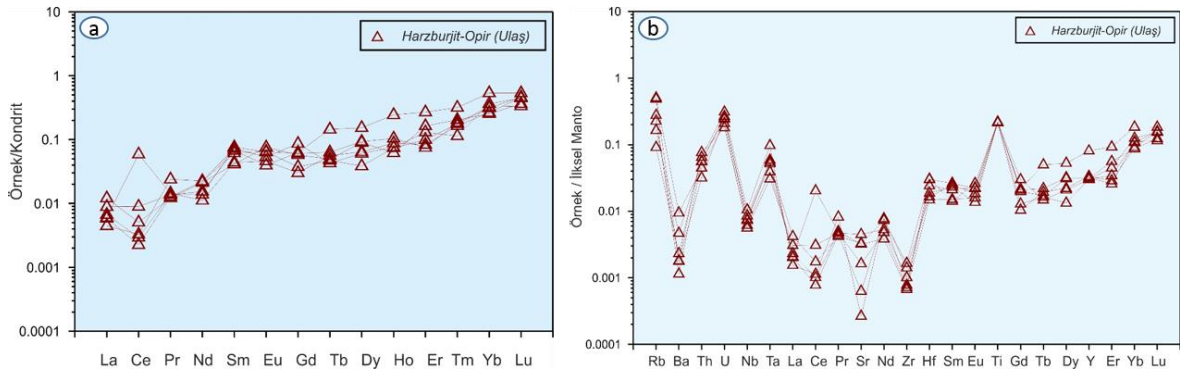 a
Harzburjit-Opir (Ulaş)
Örnek/Kondrit
10
1
0.1
0.01
0.001
0.0001
La Ce Pr Nd Sm Eu Gd Tb Dy Ho Er Tm Yb Lu
b
Harzburjit-Opir (Ulaş)
Örnek / İlksel Manto
10
1
0.1
0.01
0.001
0.0001
Rb Ba Th U Nb Ta La Ce Pr Sr Nd Zr Hf Sm Eu Ti Gd Tb Dy Y Er Yb Lu